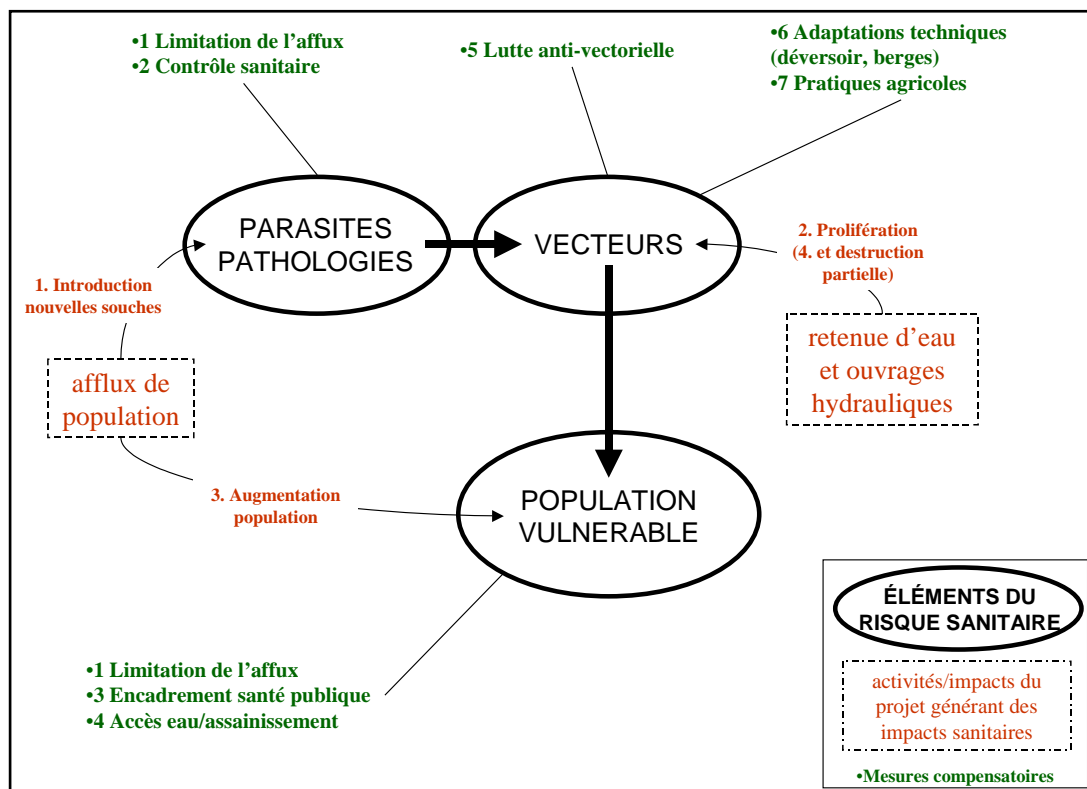 •1 Limitation de l’affux
•2 Contrôle sanitaire
•5 Lutte anti-vectorielle
•6 Adaptations techniques
(déversoir, berges)
•7 Pratiques agricoles
PARASITES
PATHOLOGIES
VECTEURS
2. Prolifération
(4. et destruction
partielle)
1. Introduction
nouvelles souches
afflux de
population
retenue d’eau
et ouvrages
hydrauliques
3. Augmentation
population
POPULATION
VULNERABLE
•1 Limitation de l’affux
•3 Encadrement santé publique
•4 Accès eau/assainissement
ÉLÉMENTS DU
RISQUE SANITAIRE
activités/impacts du
projet générant des
impacts sanitaires
•Mesures compensatoires